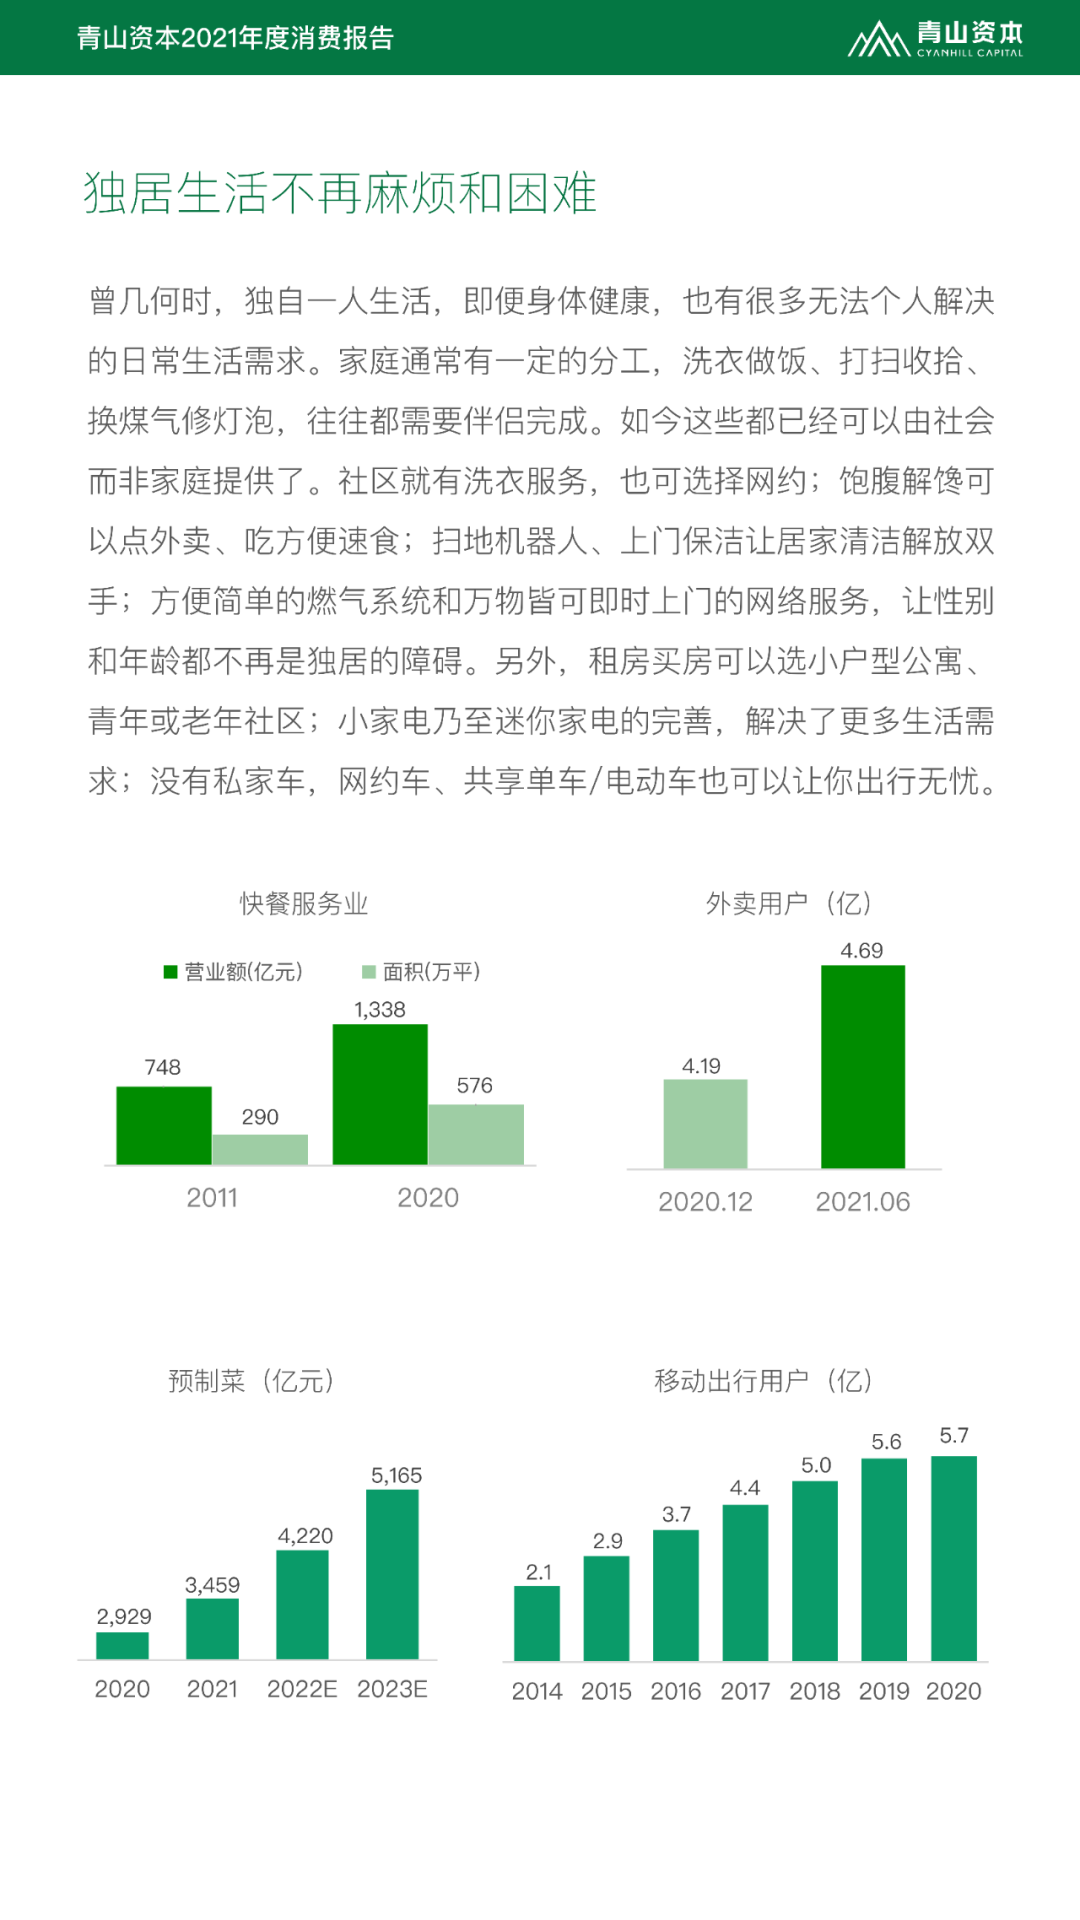 青山资本2021年度消费报告
青山资本
CYANHILL CAPITAL
独居生活不再麻烦和困难
曾几何时，独自一人生活，即便身体健康，也有很多无法个人解决
的日常生活需求。家庭通常有一定的分工，洗衣做饭、打扫收拾、
换煤气修灯泡，往往都需要伴侣完成。如今这些都已经可以由社会
而非家庭提供了。社区就有洗衣服务，也可选择网约；饱腹解馋可
以点外卖、吃方便速食；扫地机器人、上门保洁让居家清洁解放双
手；方便简单的燃气系统和万物皆可即时上门的网络服务，让性别
和年龄都不再是独居的障碍。另外，租房买房可以选小户型公寓、
青年或老年社区；小家电乃至迷你家电的完善，解决了更多生活需
求；没有私家车，网约车、共享单车/电动车也可以让你出行无忧。
快餐服务业
营业额(亿元) 面积(万平)
748 290 1,338 576
2011 2020
外卖用户（亿）
4.19 4.69
2020.12 2021.06
预制菜（亿元）
2,929 3,459 4,220 5,165
2020 2021 2022E 2023E
移动出行用户（亿）
2.1 2.9 3.7 4.4 5.0 5.6 5.7
2014 2015 2016 2017 2018 2019 2020